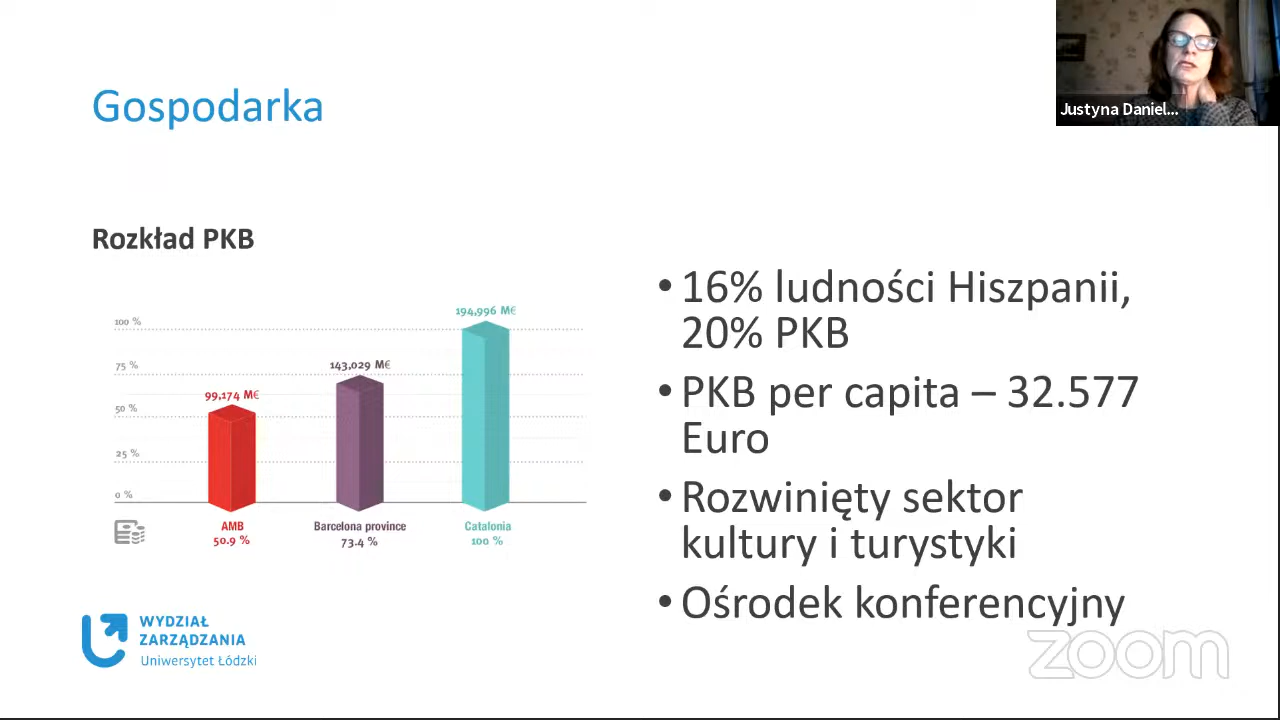 Gospodarka
Justyna Daniel...
Rozkład PKB
194,996 M€
100 %
143,029 M€
75 %
99,174 M€
50 %
25 %
0 %
AMB
50.9 %
Barcelona province
73.4 %
Catalonia
100 %
• 16% ludności Hiszpanii,
20% PKB
• PKB per capita – 32.577
Euro
• Rozwinięty sektor
kultury i turystyki
• Ośrodek konferencyjny
WYDZIAŁ
ZARZĄDZANIA
Uniwersytet Łódzki
zoom